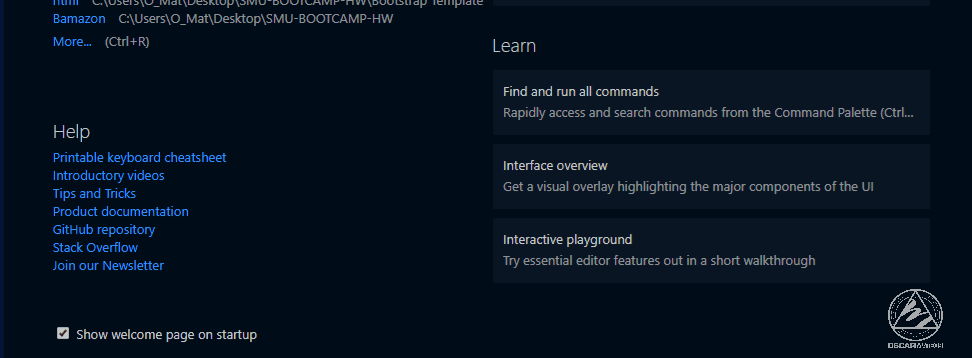 html C:\Users\O_Mat\Desktop\SMU-BOOTCAMP-HW\Bootstrap Template
Bamazon C:\Users\O_Mat\Desktop\SMU-BOOTCAMP-HW
More... (Ctrl+R)
Help
Printable keyboard cheatsheet
Introductory videos
Tips and Tricks
Product documentation
GitHub repository
Stack Overflow
Join our Newsletter
Show welcome page on startup
Learn
Find and run all commands
Rapidly access and search commands from the Command Palette (Ctrl...
Interface overview
Get a visual overlay highlighting the major components of the UI
Interactive playground
Try essential editor features out in a short walkthrough